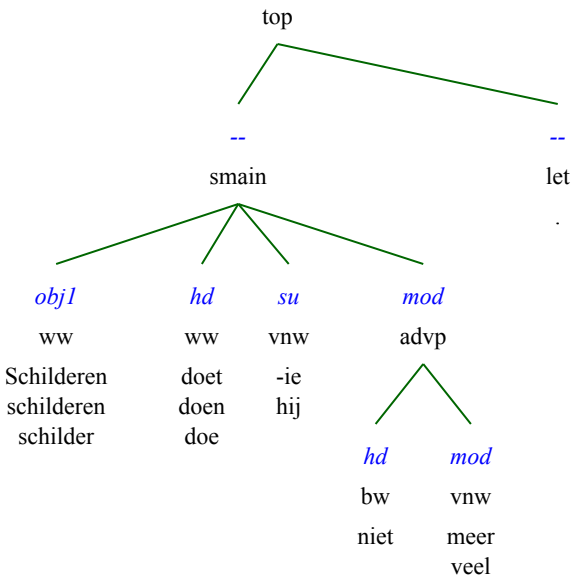 top
-- --
smain let
.
obj1 hd su mod
ww ww vnw advp
Schilderen doet -ie
schilderen doen hij
schilder doe
hd mod
bw vnw
niet meer
veel